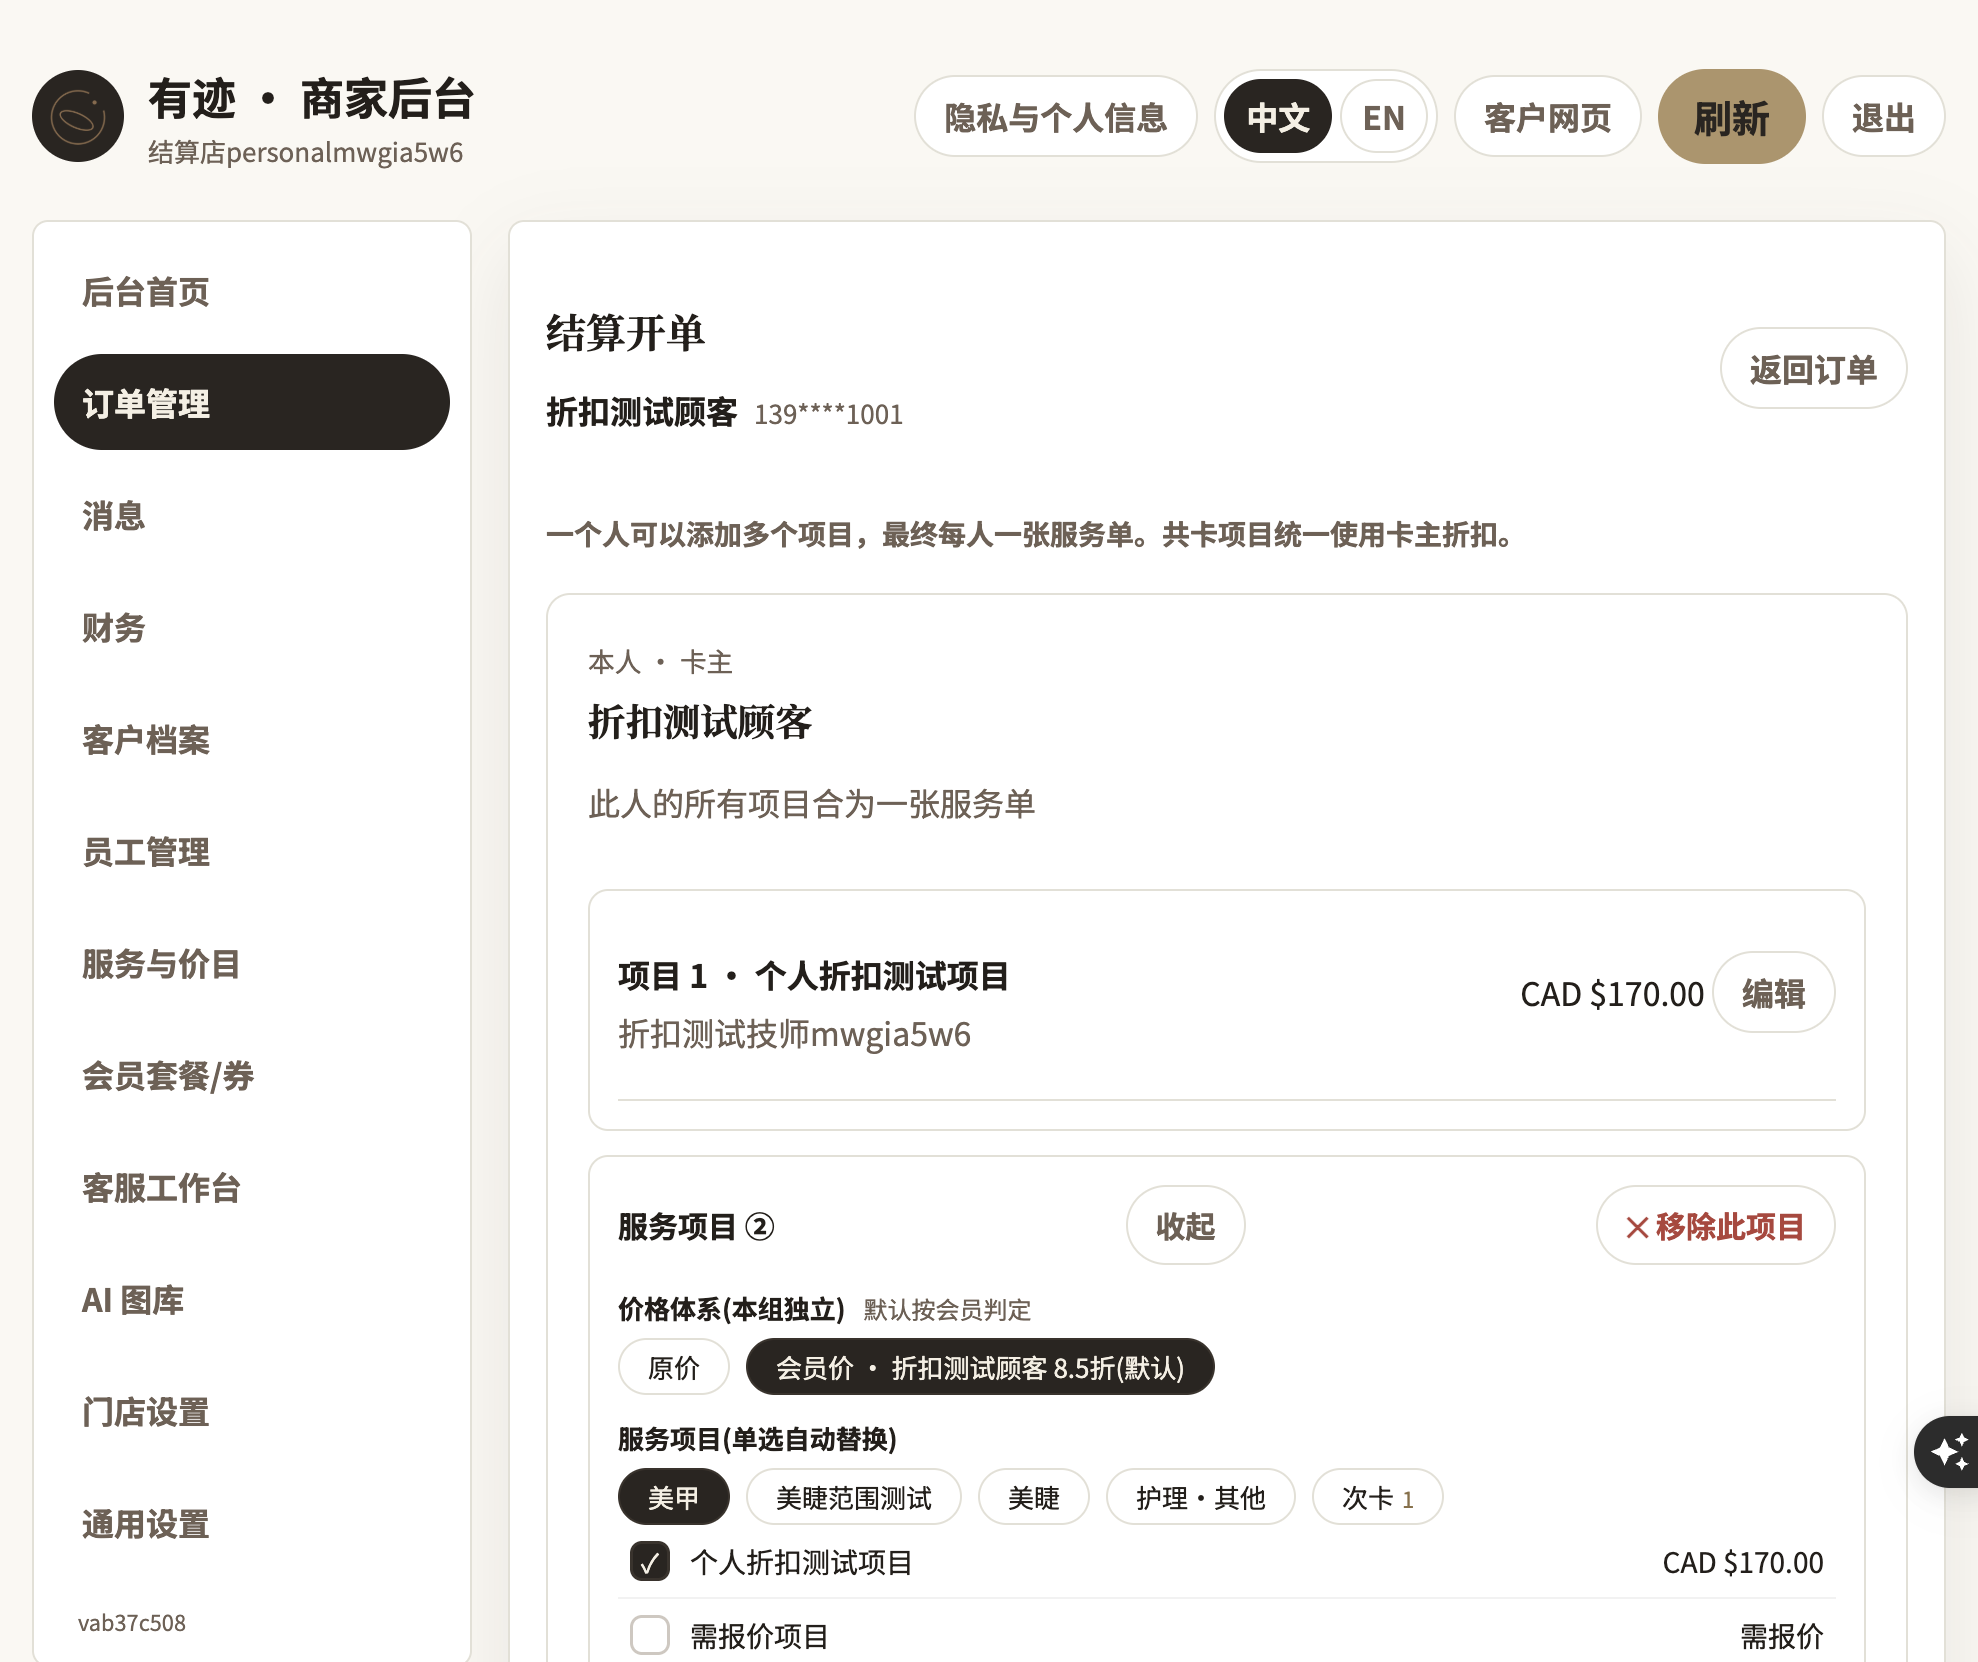 有迹 · 商家后台
结算店personalmwgia5w6
隐私与个人信息
中文
EN
客户网页
刷新
退出
后台首页
订单管理
消息
财务
客户档案
员工管理
服务与价目
会员套餐/券
客服工作台
AI 图库
门店设置
通用设置
vab37c508
结算开单
折扣测试顾客 139****1001
返回订单
一个人可以添加多个项目，最终每人一张服务单。共卡项目统一使用卡主折扣。
本人 · 卡主
折扣测试顾客
此人的所有项目合为一张服务单
项目 1 · 个人折扣测试项目
折扣测试技师mwgia5w6
CAD $170.00
编辑
服务项目 ②
收起
×移除此项目
价格体系(本组独立) 默认按会员判定
原价
会员价 · 折扣测试顾客 8.5折(默认)
服务项目(单选自动替换)
美甲
美睫范围测试
美睫
护理·其他
次卡 1
✓ 个人折扣测试项目 CAD $170.00
需报价项目 需报价